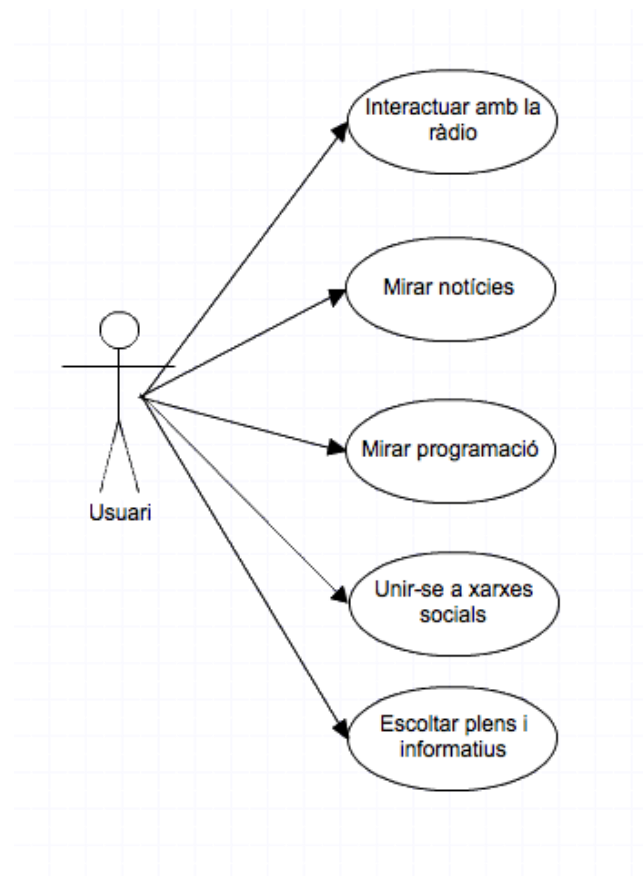 Interactuar amb la
ràdio
Mirar notícies
Mirar programació
Usuari
Unir-se a xarxes
socials
Escoltar plens i
informatius